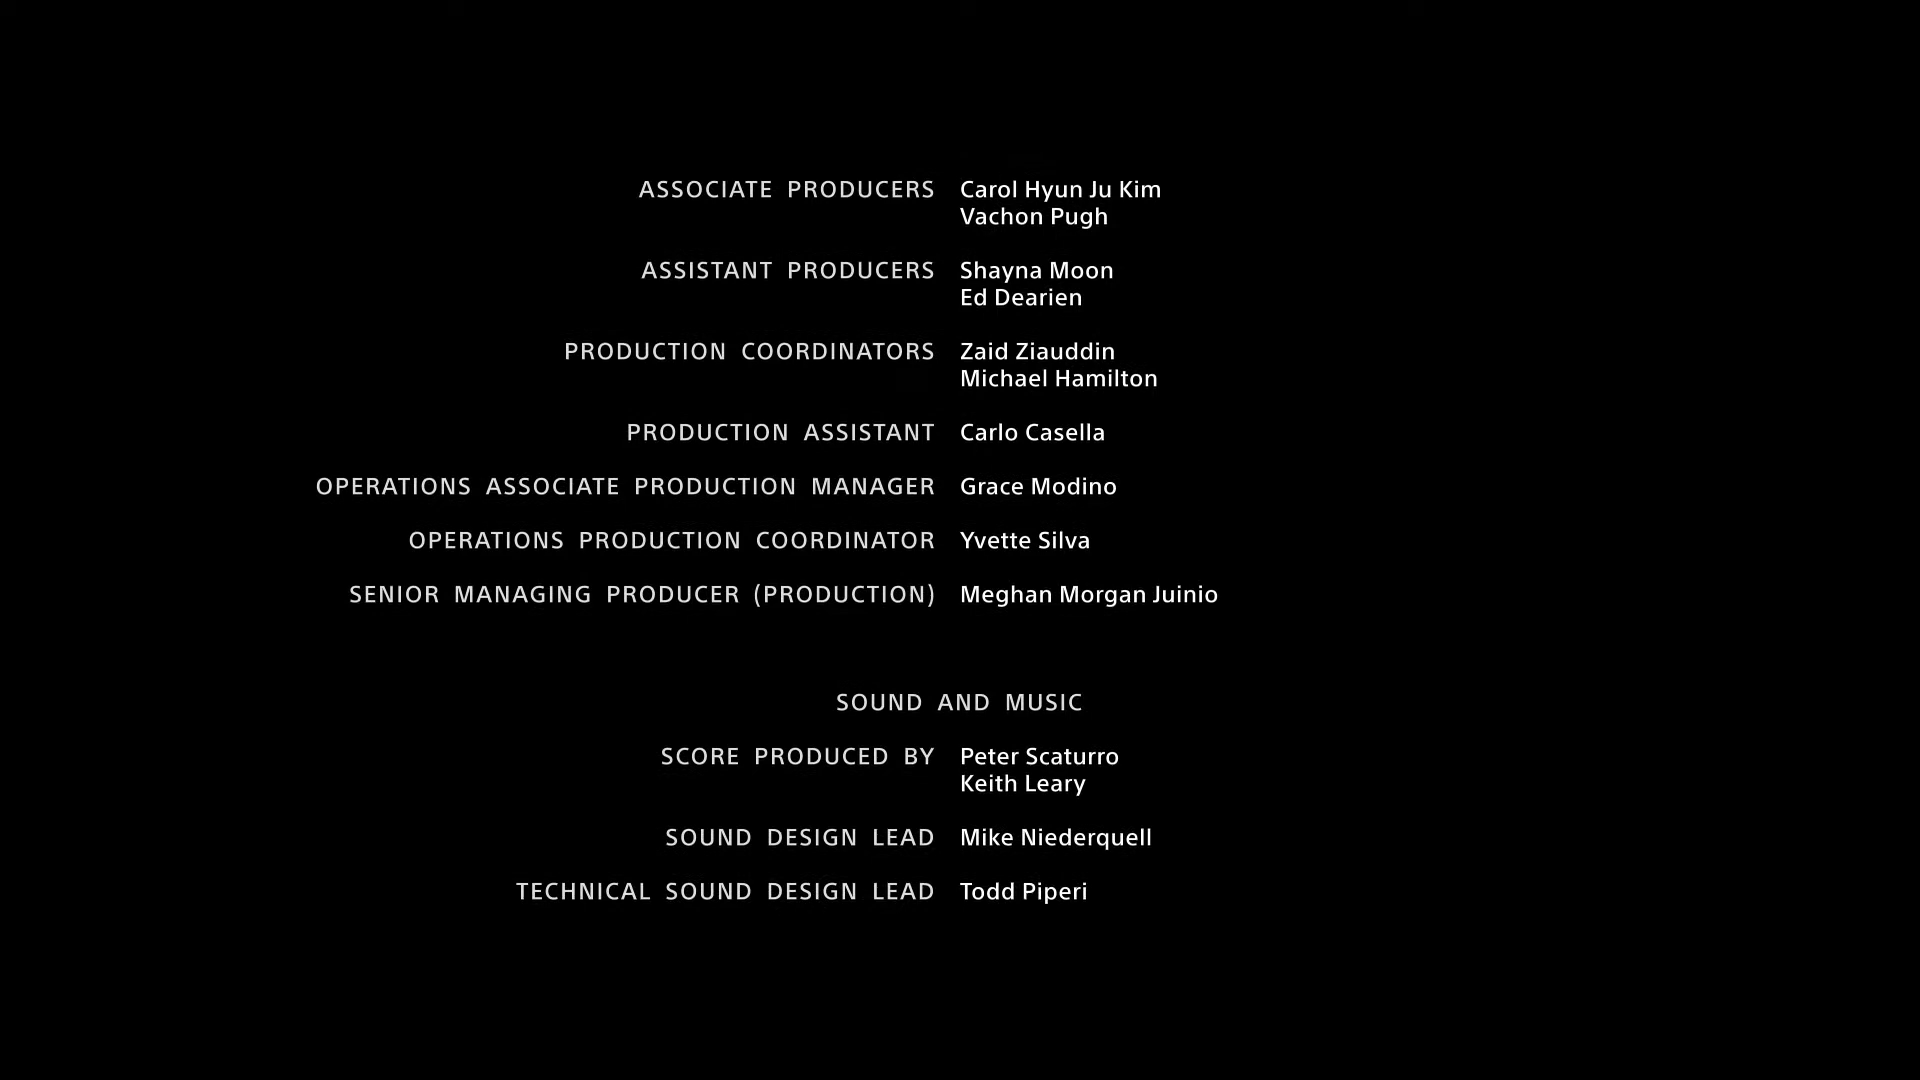 ASSOCIATE PRODUCERS Carol Hyun Ju Kim
Vachon Pugh
ASSISTANT PRODUCERS Shayna Moon
Ed Dearien
PRODUCTION COORDINATORS Zaid Ziauddin
Michael Hamilton
PRODUCTION ASSISTANT Carlo Casella
OPERATIONS ASSOCIATE PRODUCTION MANAGER Grace Modino
OPERATIONS PRODUCTION COORDINATOR Yvette Silva
SENIOR MANAGING PRODUCER (PRODUCTION) Meghan Morgan Juinio
SOUND AND MUSIC
SCORE PRODUCED BY Peter Scaturro
Keith Leary
SOUND DESIGN LEAD Mike Niederquell
TECHNICAL SOUND DESIGN LEAD Todd Piperi